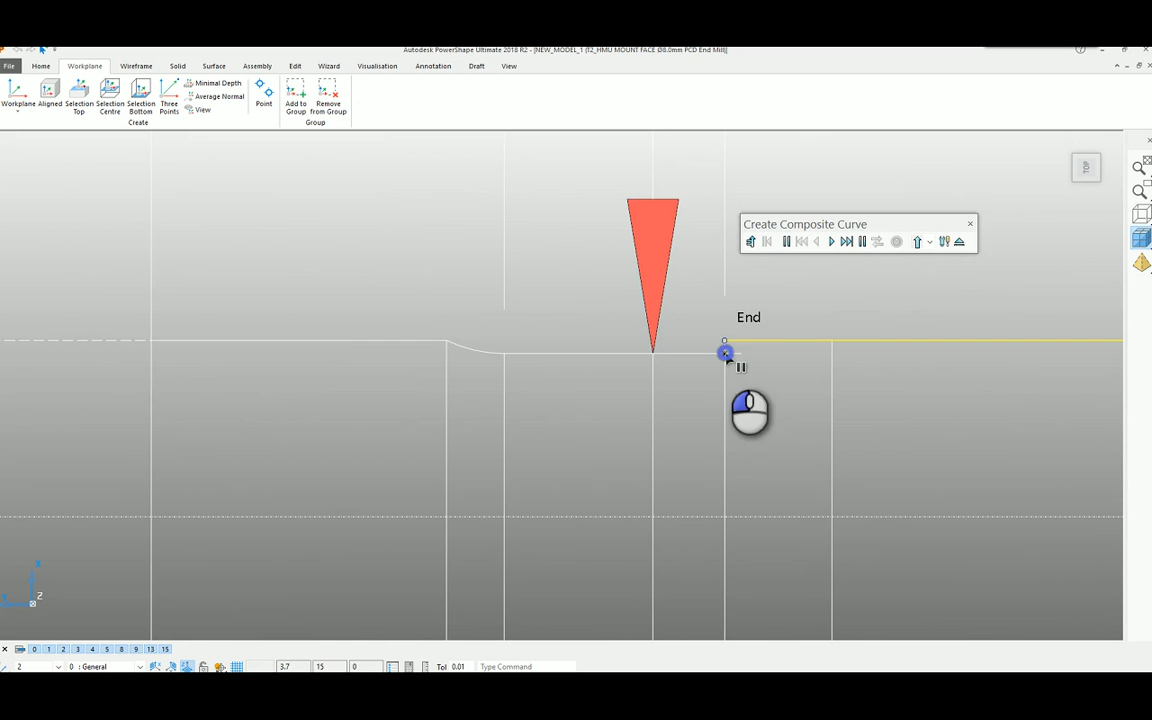 Autodesk PowerShape Ultimate 2018 R2 - [NEW_MODEL_1 (T2_HMU MOUNT FACE Ø8.0mm PCD End Mill)]
File Home Workplane Wireframe Solid Surface Assembly Edit Wizard Visualisation Annotation Draft View
Workplane Aligned Selection Top Selection Centre Selection Bottom Three Points Minimal Depth Average Normal View Point Add to Group Remove from Group
Create Group
TOP
Create Composite Curve
End
X
Z
0 1 2 3 4 5 8 9 13 15
2 0 : General 3.7 15 0 Tol 0.01 Type Command